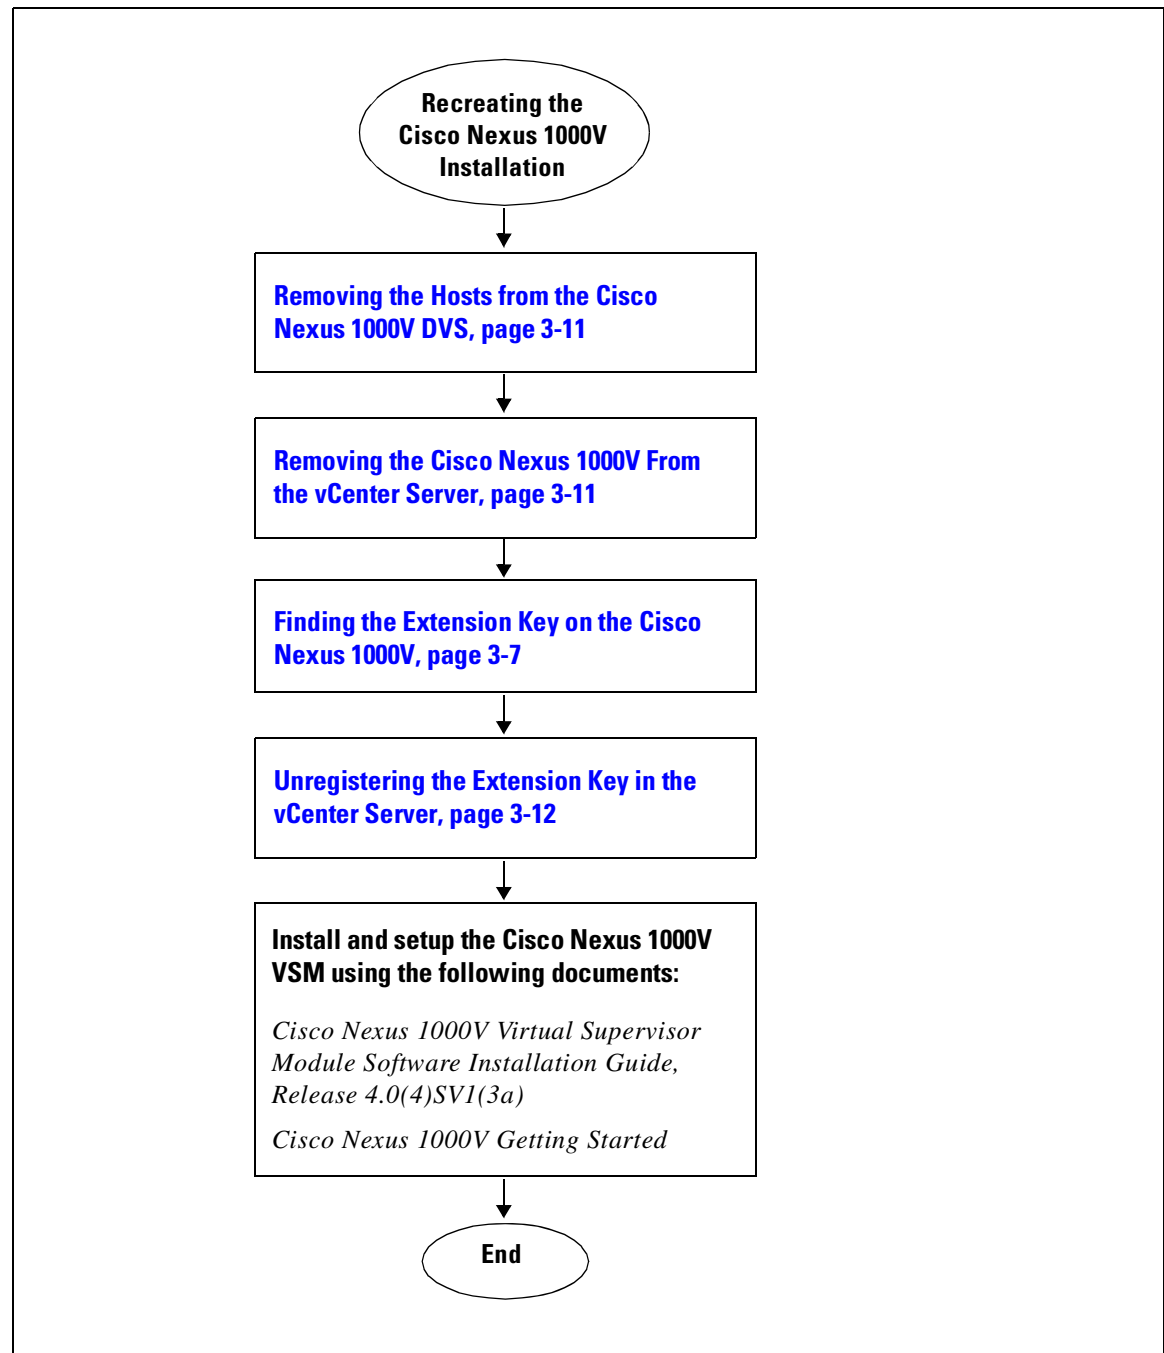 Recreating the
Cisco Nexus 1000V
Installation
Removing the Hosts from the Cisco
Nexus 1000V DVS, page 3-11
Removing the Cisco Nexus 1000V From
the vCenter Server, page 3-11
Finding the Extension Key on the Cisco
Nexus 1000V, page 3-7
Unregistering the Extension Key in the
vCenter Server, page 3-12
Install and setup the Cisco Nexus 1000V
VSM using the following documents:
Cisco Nexus 1000V Virtual Supervisor
Module Software Installation Guide,
Release 4.0(4)SV1(3a)
Cisco Nexus 1000V Getting Started
End